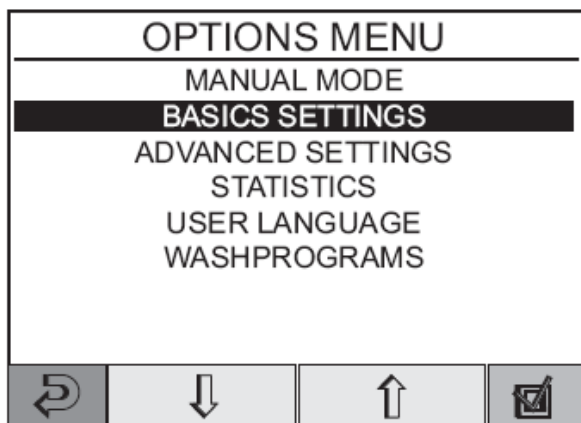 OPTIONS MENU
MANUAL MODE
BASICS SETTINGS
ADVANCED SETTINGS
STATISTICS
USER LANGUAGE
WASHPROGRAMS